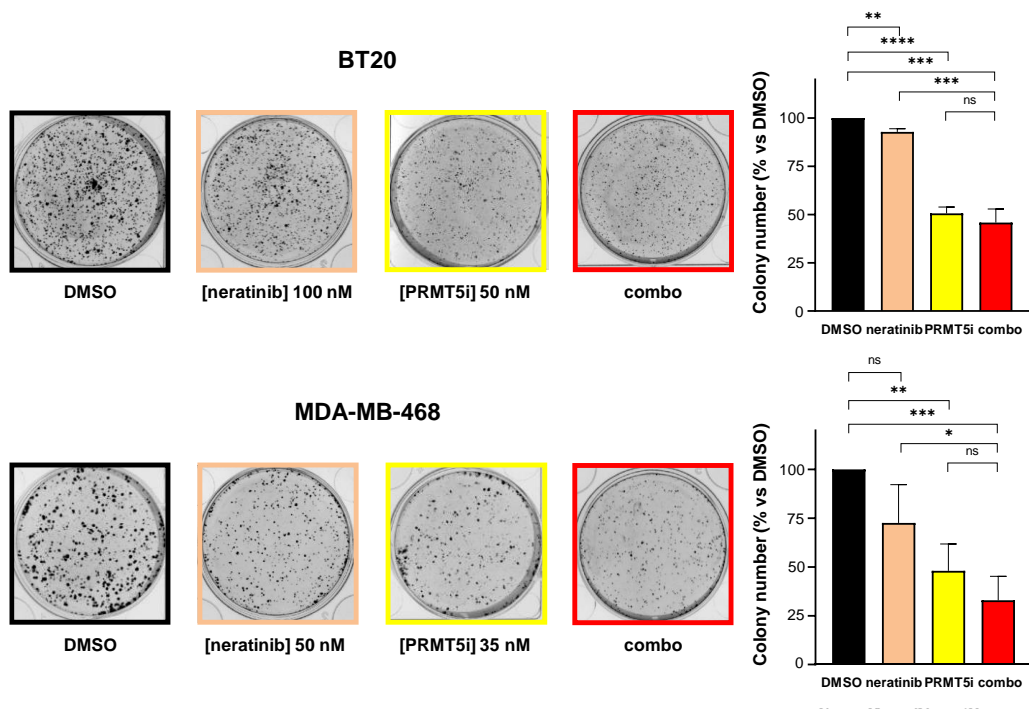 BT20
DMSO
[neratinib] 100 nM
[PRMT5i] 50 nM
combo
**
****
***
***
ns
Colony number (% vs DMSO)
100
75
50
25
0
DMSO neratinib PRMT5i combo
MDA-MB-468
DMSO
[neratinib] 50 nM
[PRMT5i] 35 nM
combo
ns
**
***
*
ns
Colony number (% vs DMSO)
100
75
50
25
0
DMSO neratinib PRMT5i combo